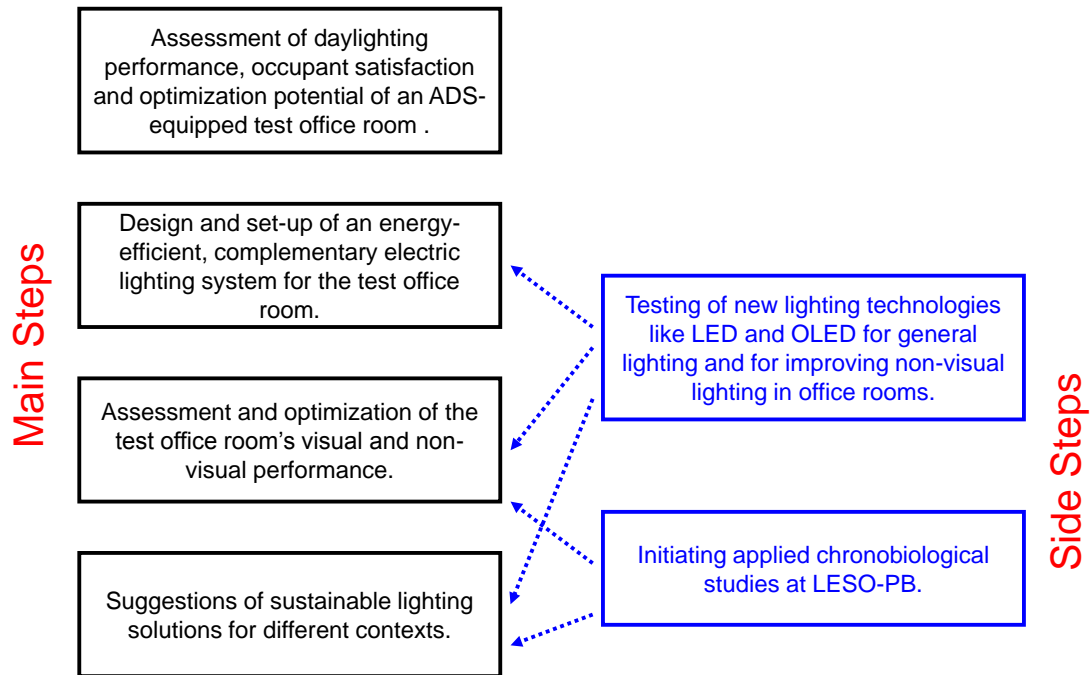 Main Steps
Assessment of daylighting
performance, occupant satisfaction
and optimization potential of an ADS-
equipped test office room .
Design and set-up of an energy-
efficient, complementary electric
lighting system for the test office
room.
Assessment and optimization of the
test office room’s visual and non-
visual performance.
Suggestions of sustainable lighting
solutions for different contexts.
Testing of new lighting technologies
like LED and OLED for general
lighting and for improving non-visual
lighting in office rooms.
Initiating applied chronobiological
studies at LESO-PB.
Side Steps